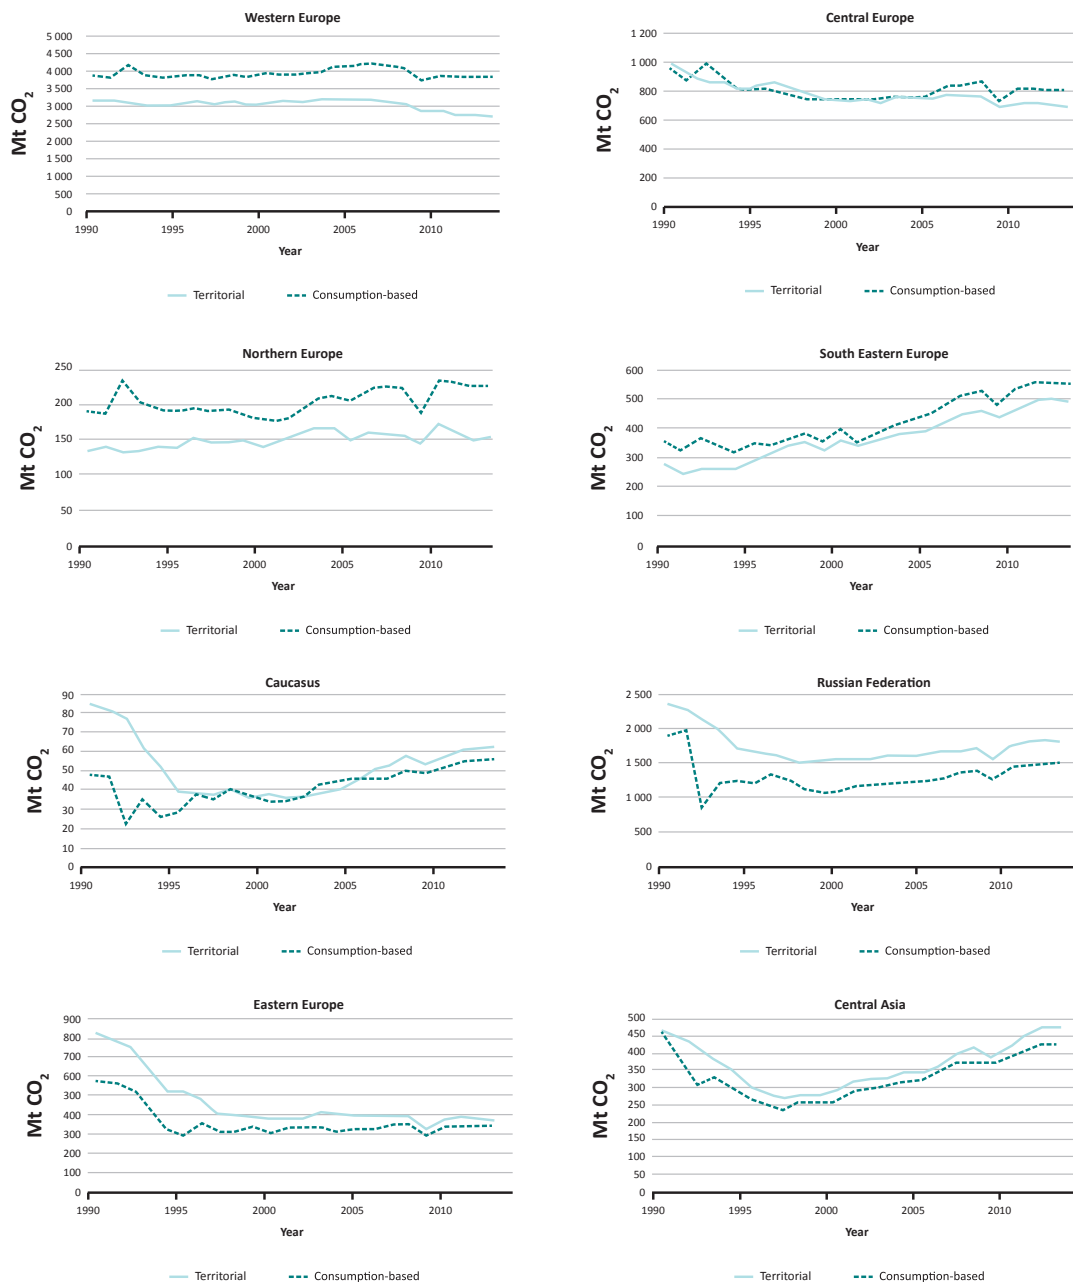 Western Europe
5 000
4 500
4 000
3 500
3 000
2 500
2 000
1 500
1 000
500
0
Mt CO2
1990 1995 2000 2005 2010
Year
Territorial Consumption-based
Central Europe
1 200
1 000
800
600
400
200
0
Mt CO2
1990 1995 2000 2005 2010
Year
Territorial Consumption-based
Northern Europe
250
200
150
100
50
0
Mt CO2
1990 1995 2000 2005 2010
Year
Territorial Consumption-based
South Eastern Europe
600
500
400
300
200
100
0
Mt CO2
1990 1995 2000 2005 2010
Year
Territorial Consumption-based
Caucasus
90
80
70
60
50
40
30
20
10
0
Mt CO2
1990 1995 2000 2005 2010
Year
Territorial Consumption-based
Russian Federation
2 500
2 000
1 500
1 000
500
0
Mt CO2
1990 1995 2000 2005 2010
Year
Territorial Consumption-based
Eastern Europe
900
800
700
600
500
400
300
200
100
0
Mt CO2
1990 1995 2000 2005 2010
Year
Territorial Consumption-based
Central Asia
500
450
400
350
300
250
200
150
100
50
0
Mt CO2
1990 1995 2000 2005 2010
Year
Territorial Consumption-based